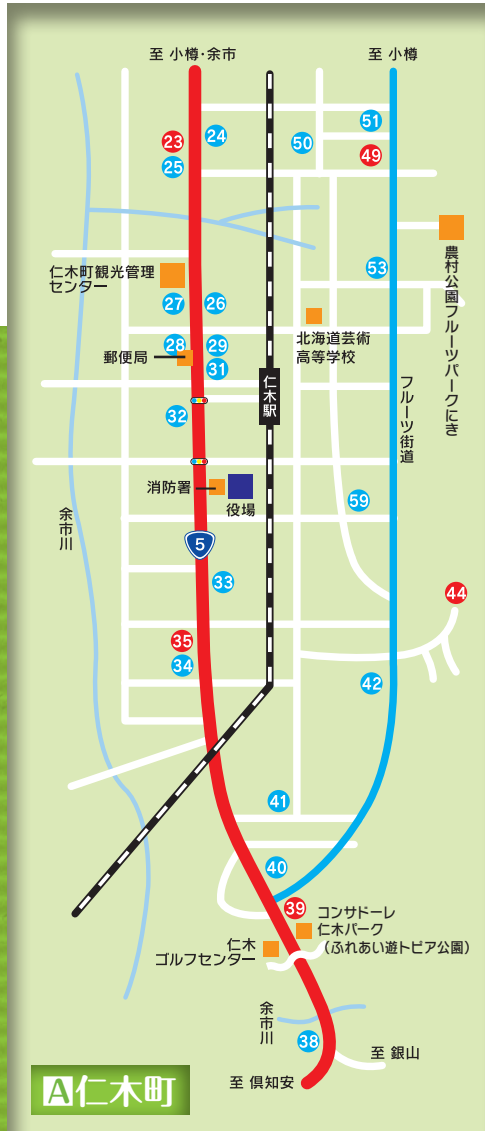 至 小樽・余市
至 小樽
51
24
23
50
25
49
53
農村公園フルーツパークにき
仁木町観光管理
センター
27
26
北海道芸術
高等学校
28
29
郵便局
31
仁木駅
フルーツ街道
32
消防署
役場
59
余市川
5
33
44
35
34
42
41
40
39
コンサドーレ
仁木パーク
(ふれあい遊トピア公園)
仁木
ゴルフセンター
余市川
38
至 銀山
至 倶知安
A仁木町